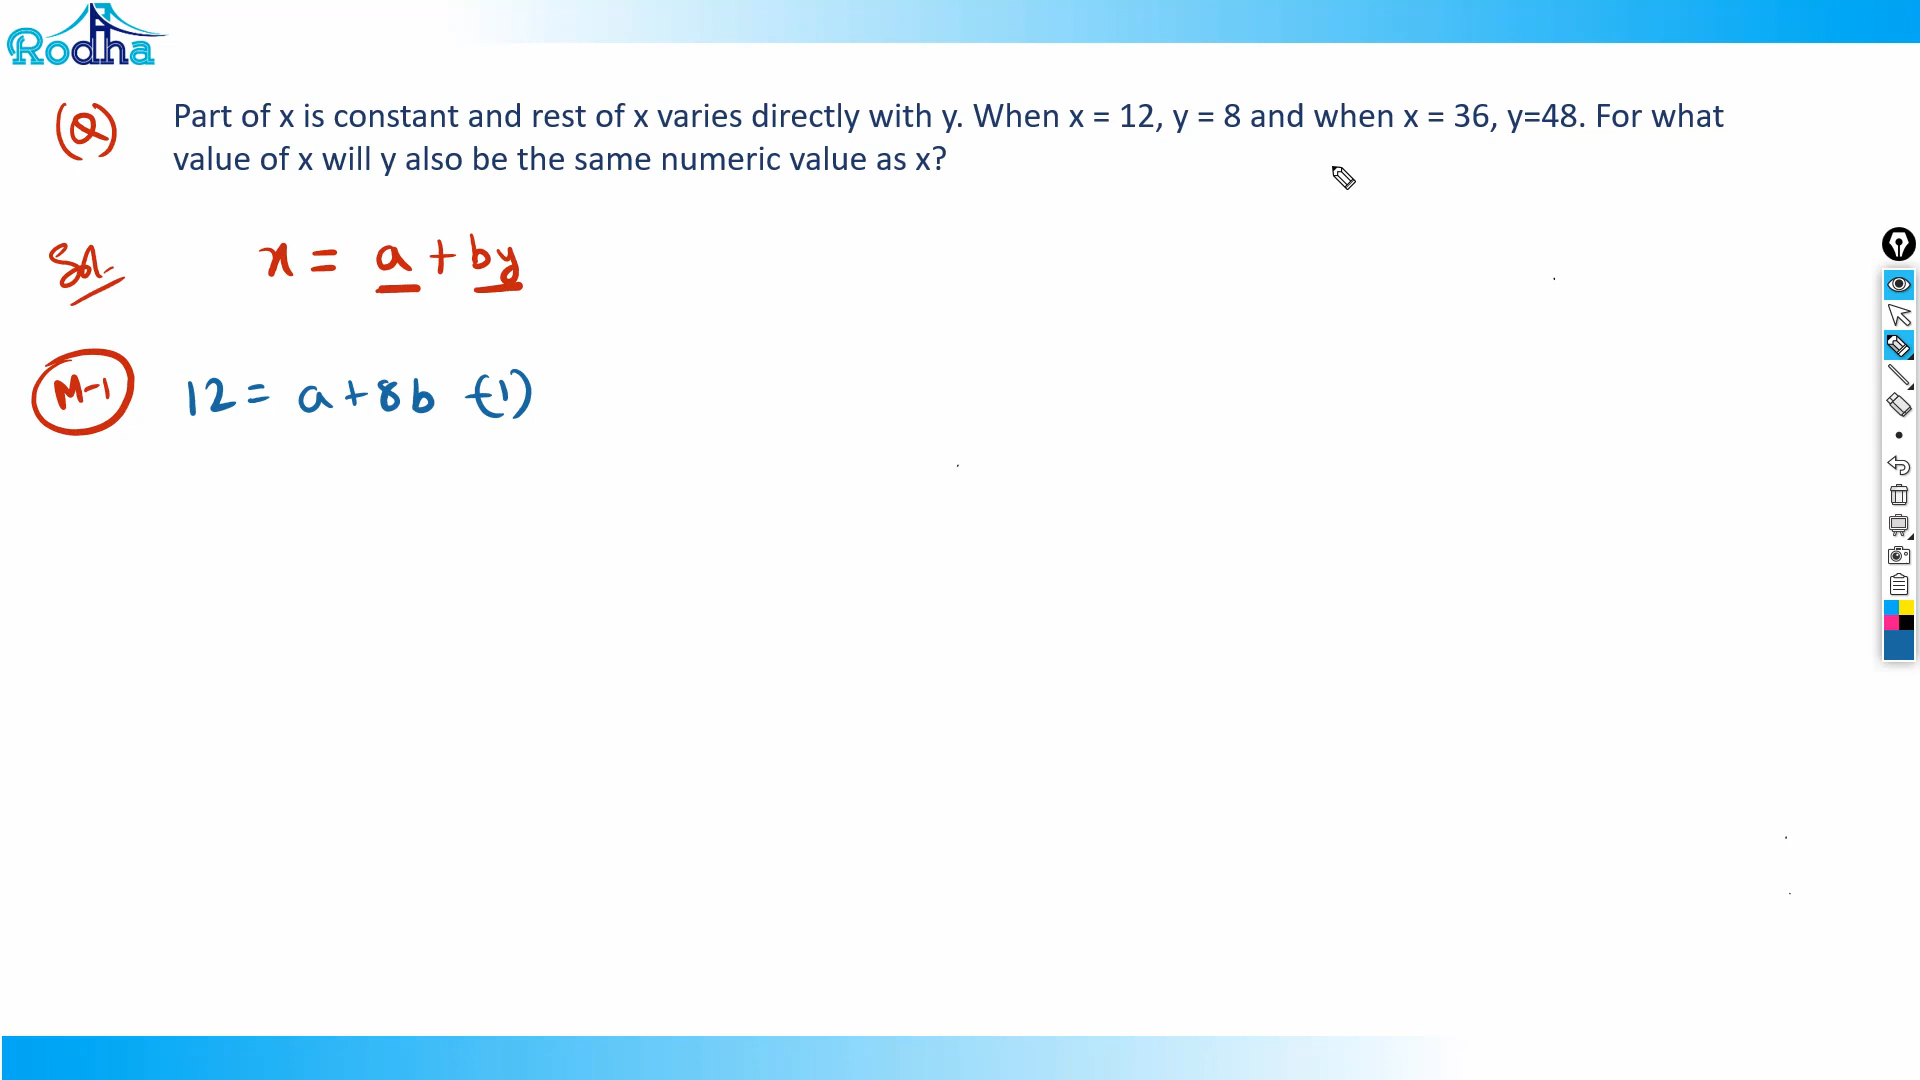 Rodha
(Q) Part of x is constant and rest of x varies directly with y. When x = 12, y = 8 and when x = 36, y=48. For what
value of x will y also be the same numeric value as x?
Sol. x = a + by
M-1 12 = a + 8b -(1)